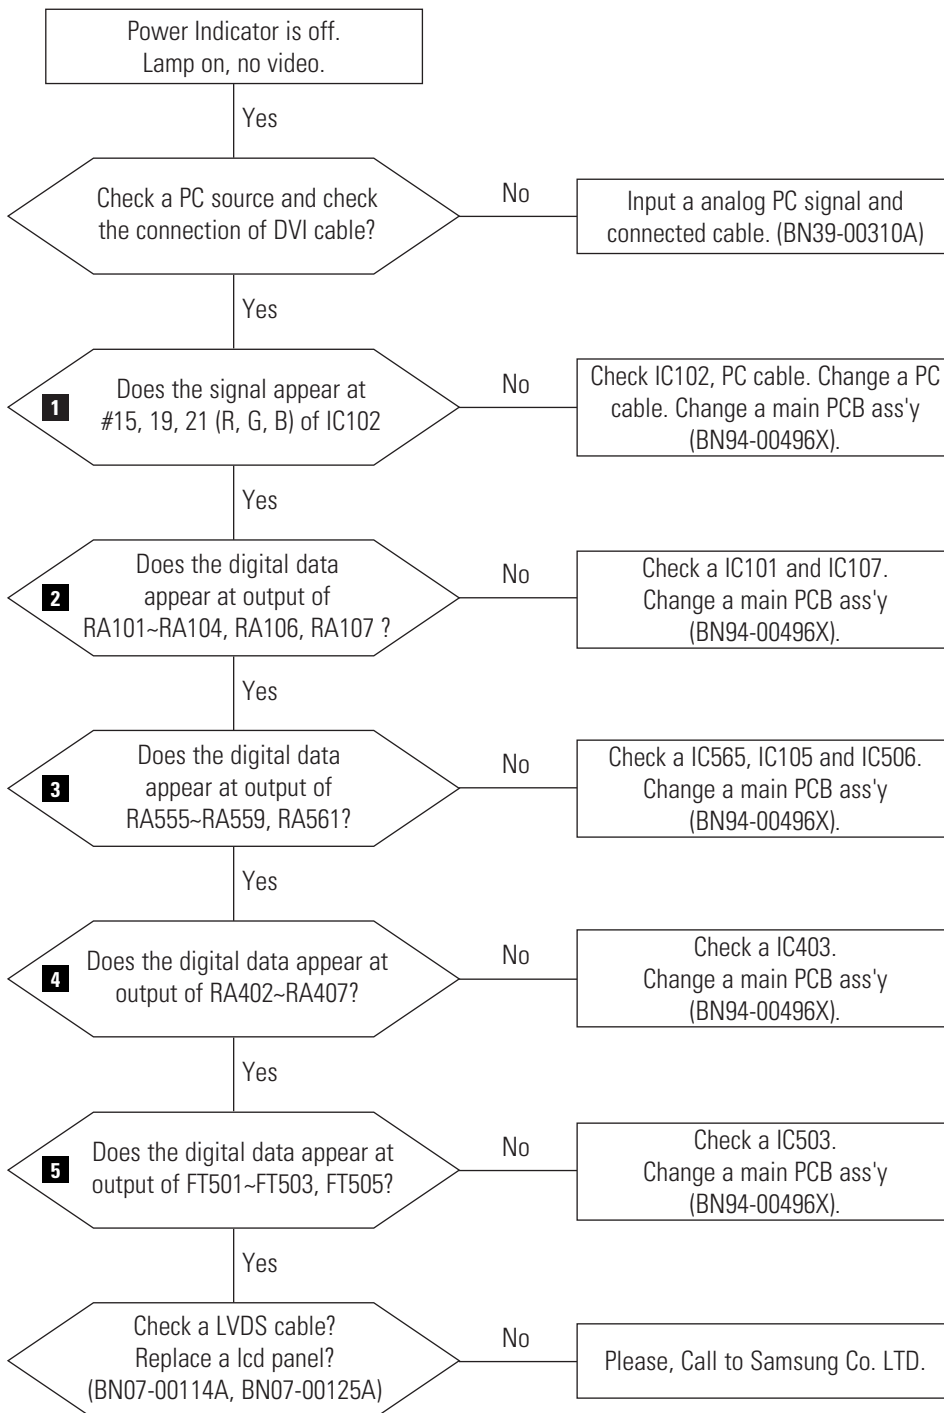 Power Indicator is off.
Lamp on, no video.
Yes
Check a PC source and check
the connection of DVI cable?
No
Input a analog PC signal and
connected cable. (BN39-00310A)
Yes
1
Does the signal appear at
#15, 19, 21 (R, G, B) of IC102
No
Check IC102, PC cable. Change a PC
cable. Change a main PCB ass'y
(BN94-00496X).
Yes
2
Does the digital data
appear at output of
RA101~RA104, RA106, RA107 ?
No
Check a IC101 and IC107.
Change a main PCB ass'y
(BN94-00496X).
Yes
3
Does the digital data
appear at output of
RA555~RA559, RA561?
No
Check a IC565, IC105 and IC506.
Change a main PCB ass'y
(BN94-00496X).
Yes
4
Does the digital data appear at
output of RA402~RA407?
No
Check a IC403.
Change a main PCB ass'y
(BN94-00496X).
Yes
5
Does the digital data appear at
output of FT501~FT503, FT505?
No
Check a IC503.
Change a main PCB ass'y
(BN94-00496X).
Yes
Check a LVDS cable?
Replace a lcd panel?
(BN07-00114A, BN07-00125A)
No
Please, Call to Samsung Co. LTD.